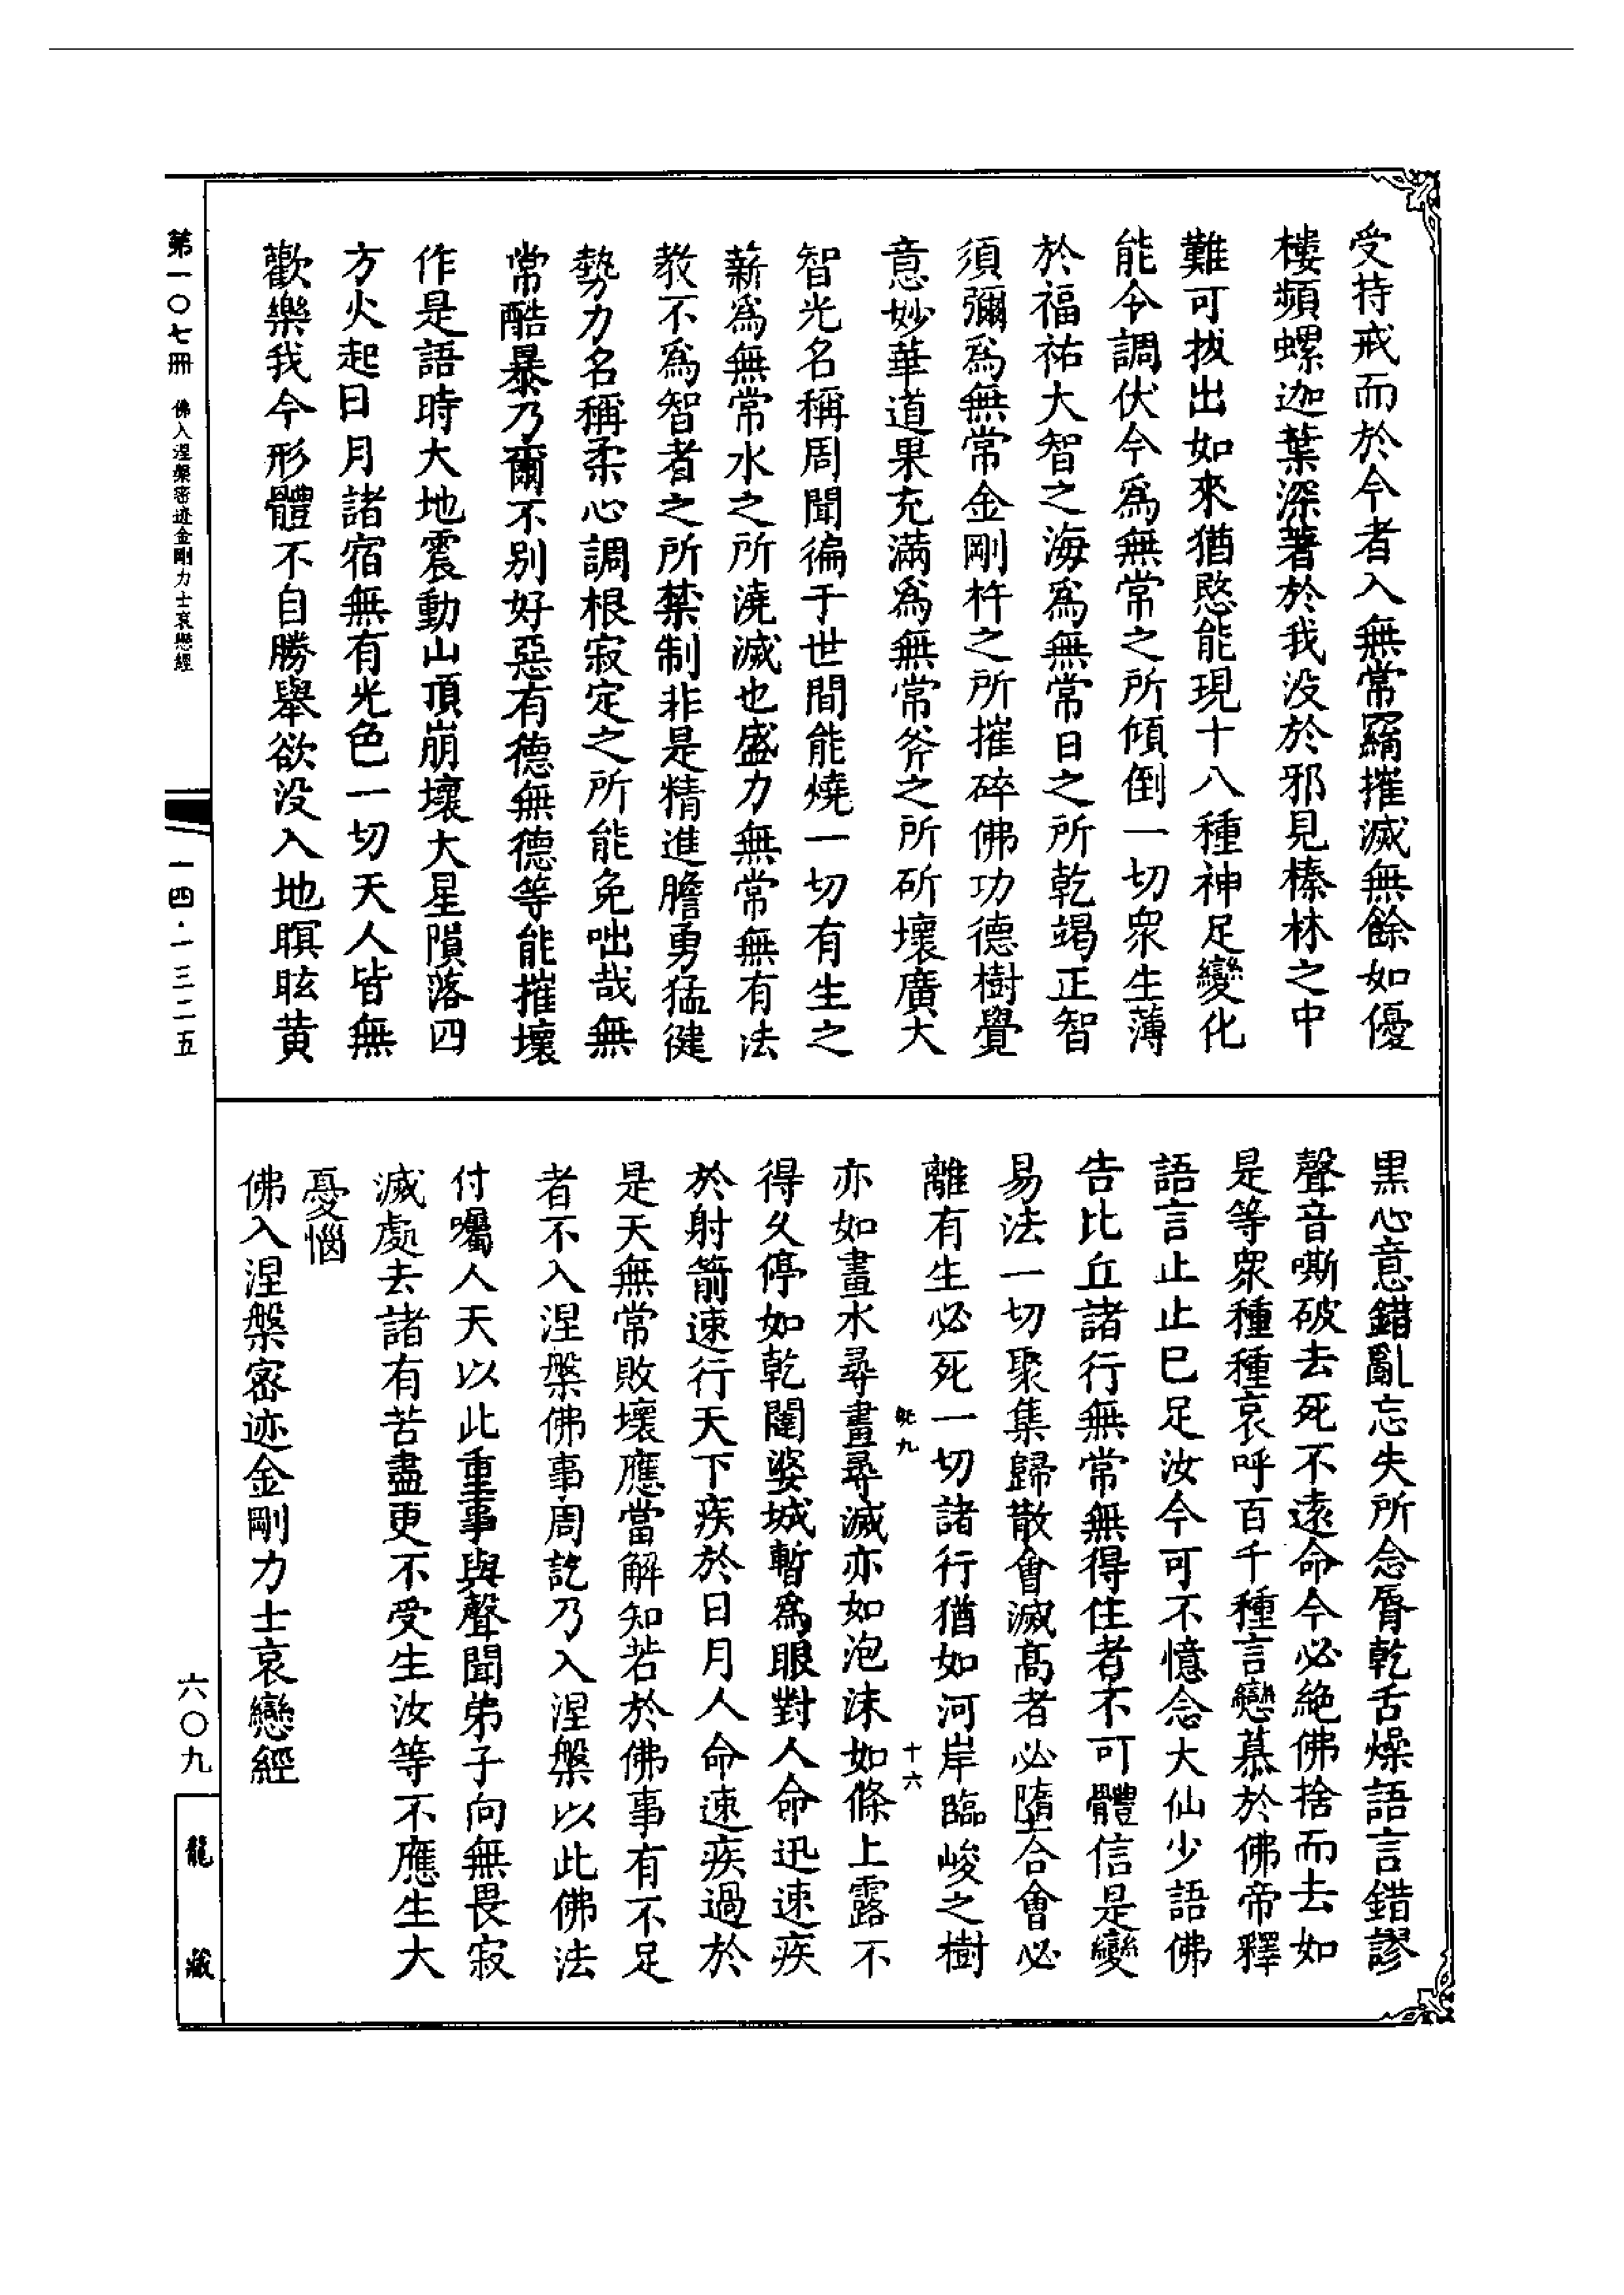 受持戒而於今者入無常羂摧滅無餘如優
樓頻螺迦葉深著於我没於邪見榛林之中
難可拔出如來猶愍能現十八種神足變化
能令調伏今爲無常之所傾倒一切衆生薄
於福祐大智之海爲無常日之所乾竭正智
須彌爲無常金剛杵之所摧碎佛功德樹覺
意妙華道果充滿爲無常斧之所斫壞廣大
智光名稱周聞徧于世間能燒一切有生之
薪爲無常水之所澆滅也盛力無常無有法
教不爲智者之所禁制非是精進膽勇猛健
勢力名稱柔心調根寂定之所能免咄哉無
常酷暴乃爾不别好惡有德無德等能摧壞
作是語時大地震動山頂崩壞大星隕落四
方火起日月諸宿無有光色一切天人皆無
歡樂我今形體不自勝舉欲没入地瞑眩黄
黒心意錯亂忘失所念脣乾舌燥語言錯謬
聲音嘶破去死不遠命今必絶佛捨而去如
是等衆種種哀呼百千種言戀慕於佛帝釋
語言止止巳足汝今可不憶念大仙少語佛
告比丘諸行無常無得住者不可體信是變
易法一切聚集歸散會滅髙者必墮合會必
離有生必死一切諸行猶如河岸臨峻之樹
九
十六
亦如畫水尋畫尋滅亦如泡沫如條上露不
得久停如乾闥婆城暫爲眼對人命迅速疾
於射箭速行天下疾於日月人命速疾過於
是天無常敗壞應當解知若於佛事有不足
者不入涅槃佛事周訖乃入涅槃以此佛法
付囑人天以此重事與聲聞弟子向無畏寂
滅處去諸有苦盡更不受生汝等不應生大
憂惱
佛入涅槃密迹金剛力士哀戀經
第一〇七冊
佛入涅槃密迹金剛力士哀戀經
一四·一三二五
六〇九
龍藏